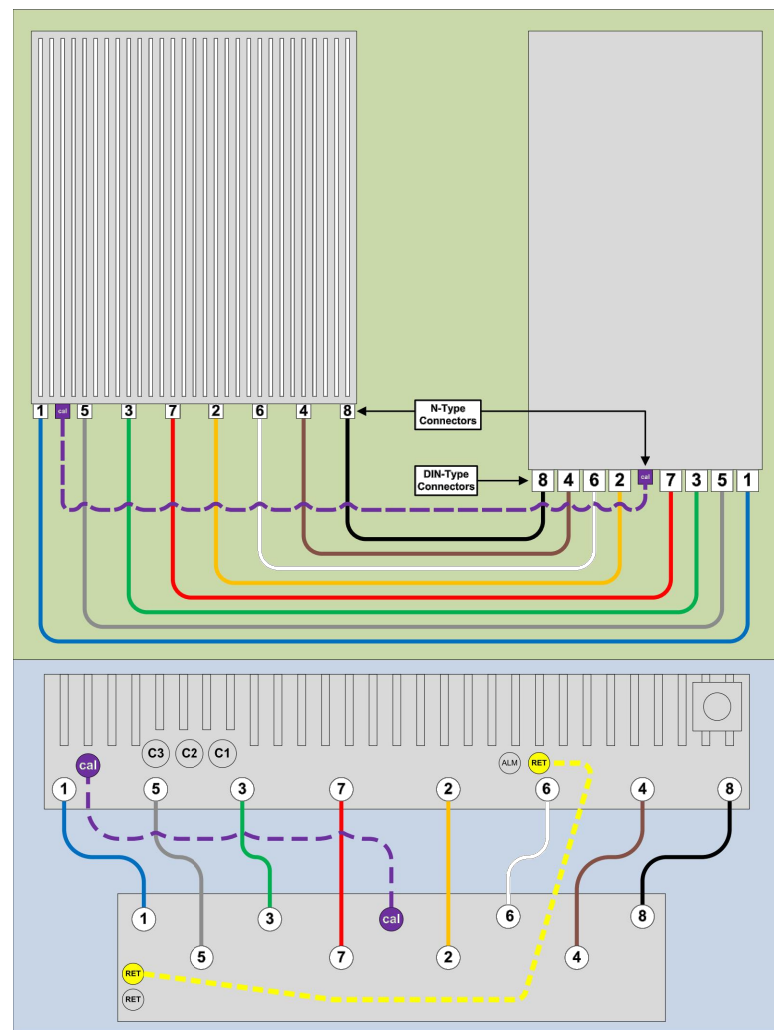 1 cal 5 3 7 2 6 4 8
N-Type
Connectors
DIN-Type
Connectors
8 4 6 2 cal 7 3 5 1
cal C3 C2 C1 ALM RET
1 5 3 7 2 6 4 8
1 3 cal 6 8
5 7 2 4
RET
RET